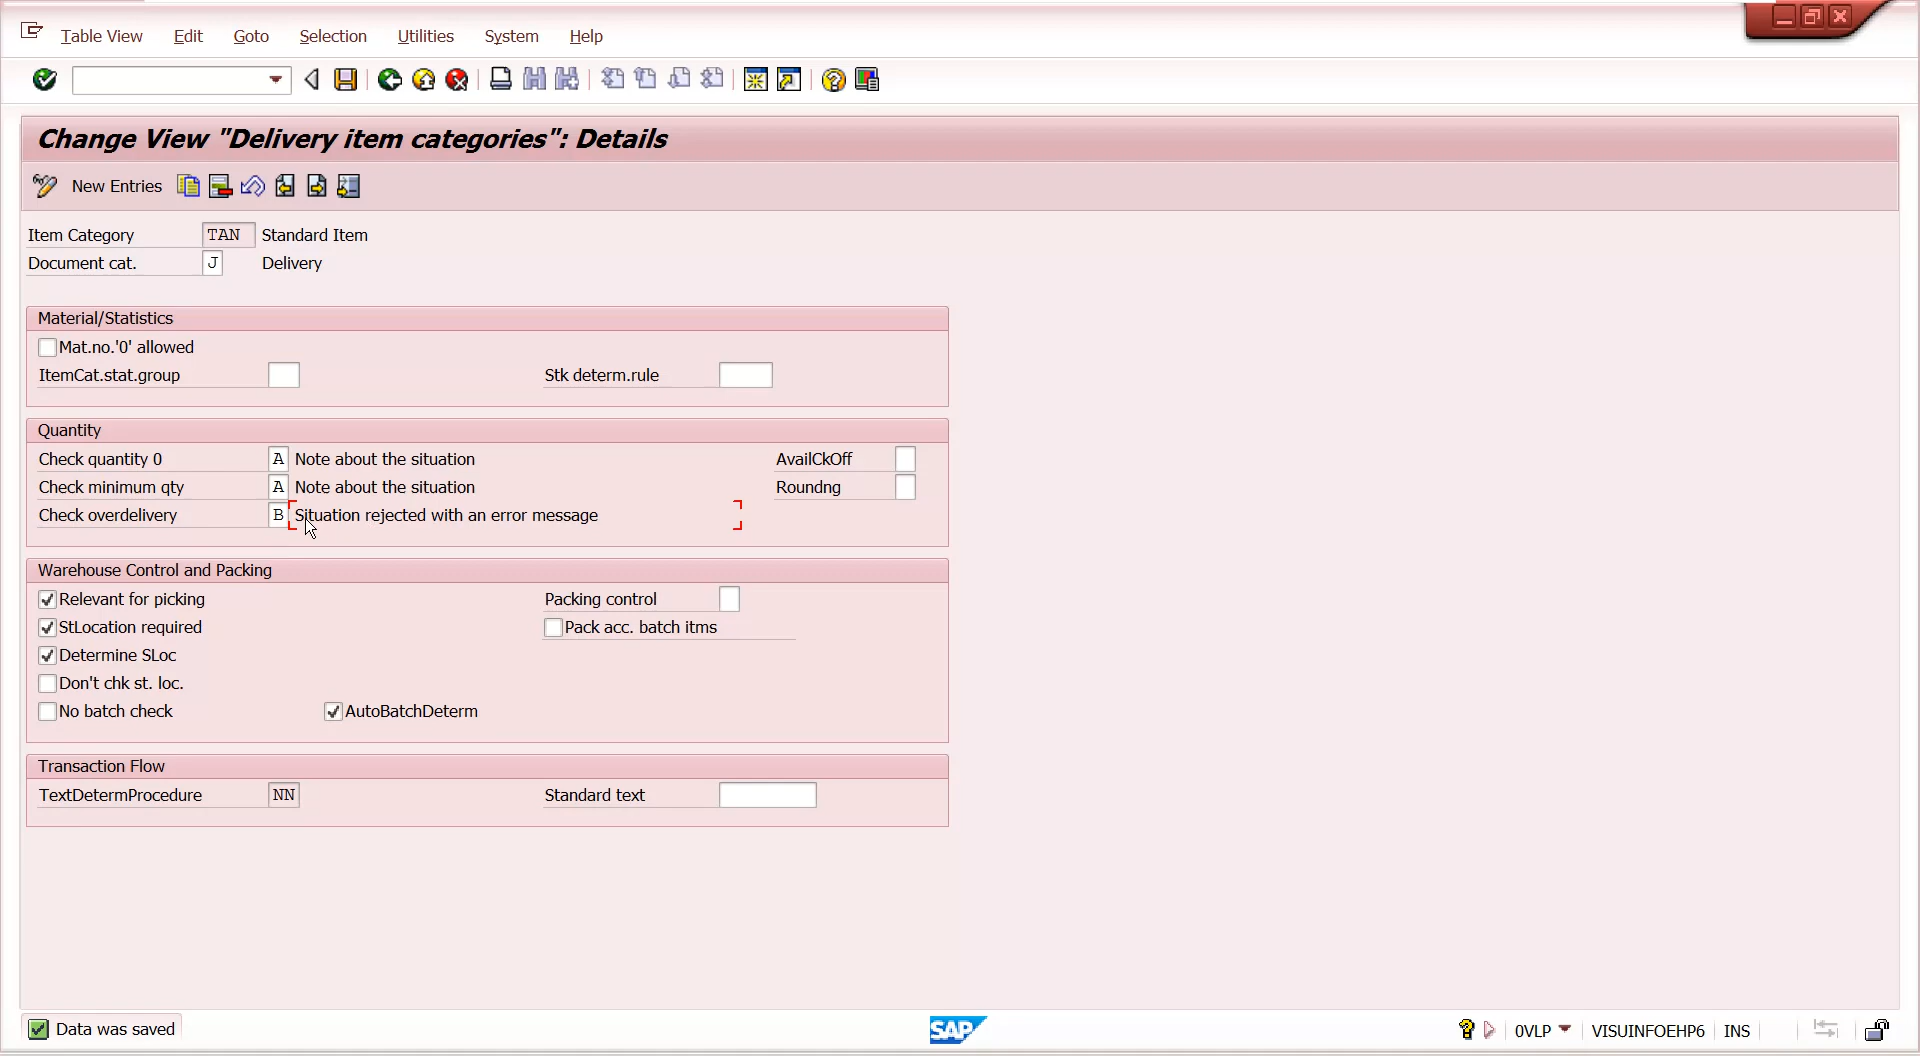 Table View Edit Goto Selection Utilities System Help
Change View "Delivery item categories": Details
New Entries
Item Category TAN Standard Item
Document cat. J Delivery
Material/Statistics
Mat.no.'0' allowed
ItemCat.stat.group Stk determ.rule
Quantity
Check quantity 0 A Note about the situation AvailCkOff
Check minimum qty A Note about the situation Roundng
Check overdelivery B Situation rejected with an error message
Warehouse Control and Packing
Relevant for picking Packing control
StLocation required Pack acc. batch itms
Determine SLoc
Don't chk st. loc.
No batch check AutoBatchDeterm
Transaction Flow
TextDetermProcedure NN Standard text
Data was saved SAP 0VLP VISUINFOEHP6 INS